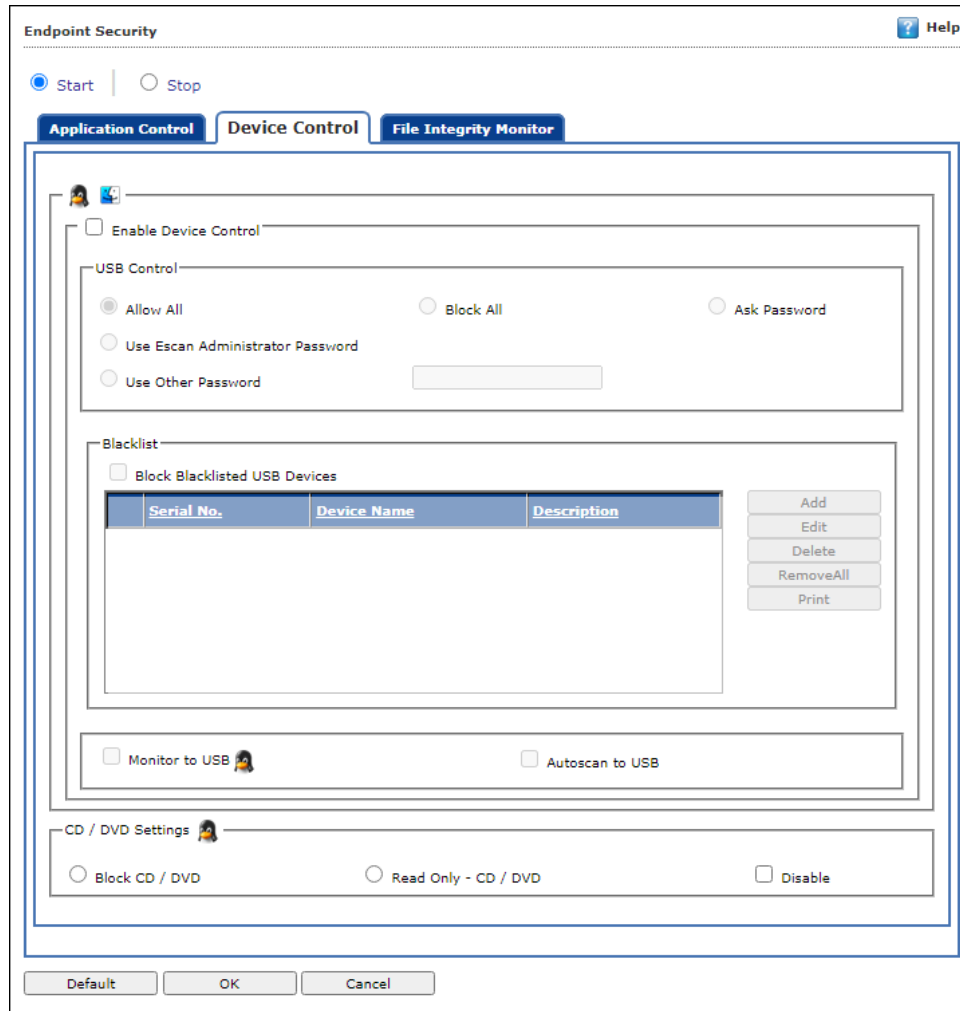 Endpoint Security
? Help
Start Stop
Application Control Device Control File Integrity Monitor
Enable Device Control
USB Control
Allow All Block All Ask Password
Use Escan Administrator Password
Use Other Password
Blacklist
Block Blacklisted USB Devices
Serial No. Device Name Description
Add
Edit
Delete
RemoveAll
Print
Monitor to USB Autoscan to USB
CD / DVD Settings
Block CD / DVD Read Only - CD / DVD Disable
Default OK Cancel